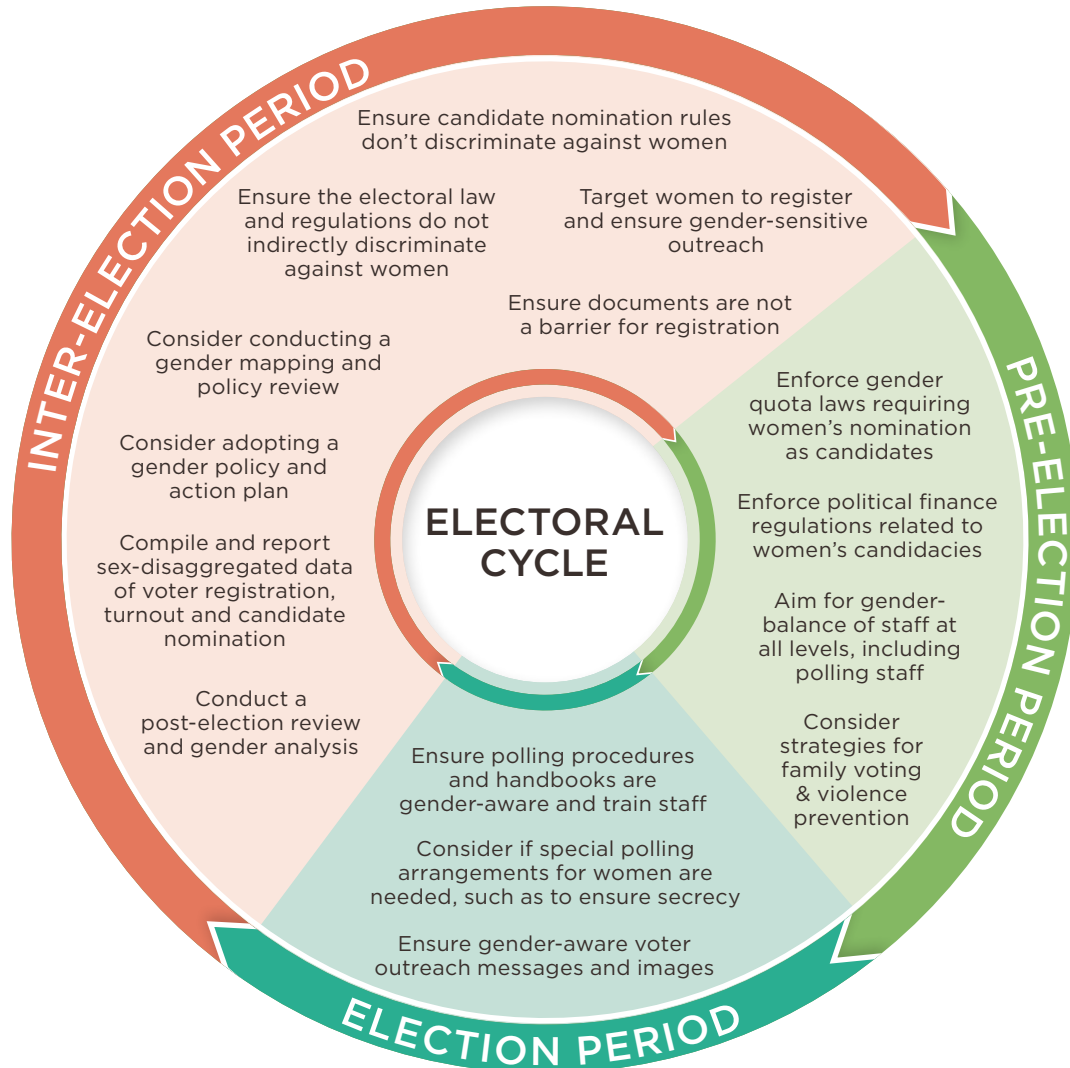 INTER-ELECTION PERIOD
Ensure candidate nomination rules
don’t discriminate against women
Ensure the electoral law
and regulations do not
indirectly discriminate
against women
Target women to register
and ensure gender-sensitive
outreach
Ensure documents are not
a barrier for registration
Consider conducting a
gender mapping and
policy review
Consider adopting a
gender policy and
action plan
Compile and report
sex-disaggregated data
of voter registration,
turnout and candidate
nomination
Conduct a
post-election review
and gender analysis
ELECTORAL
CYCLE
PRE-ELECTION PERIOD
Enforce gender
quota laws requiring
women’s nomination
as candidates
Enforce political finance
regulations related to
women’s candidacies
Aim for gender-
balance of staff at
all levels, including
polling staff
Consider
strategies for
family voting
& violence
prevention
Ensure polling procedures
and handbooks are
gender-aware and train staff
Consider if special polling
arrangements for women are
needed, such as to ensure secrecy
Ensure gender-aware voter
outreach messages and images
ELECTION PERIOD